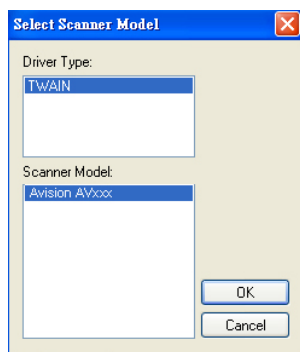 Select Scanner Model
Driver Type:
TWAIN
Scanner Model:
Avision AVxxx
OK
Cancel